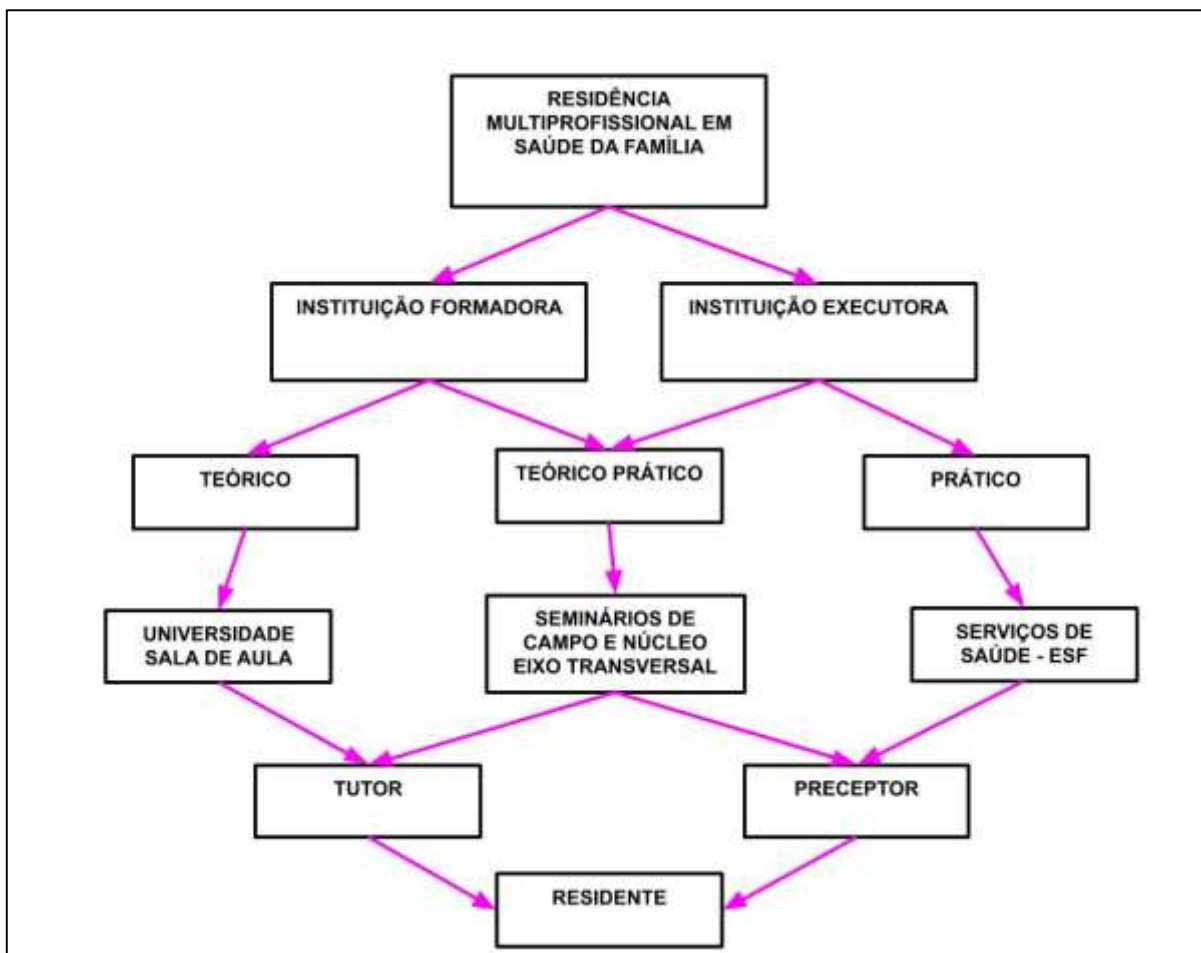 RESIDÊNCIA
MULTIPROFISSIONAL EM
SAÚDE DA FAMÍLIA
INSTITUIÇÃO FORMADORA
INSTITUIÇÃO EXECUTORA
TEÓRICO
TEÓRICO PRÁTICO
PRÁTICO
UNIVERSIDADE
SALA DE AULA
SEMINÁRIOS DE
CAMPO E NÚCLEO
EIXO TRANSVERSAL
SERVIÇOS DE
SAÚDE - ESF
TUTOR
PRECEPTOR
RESIDENTE